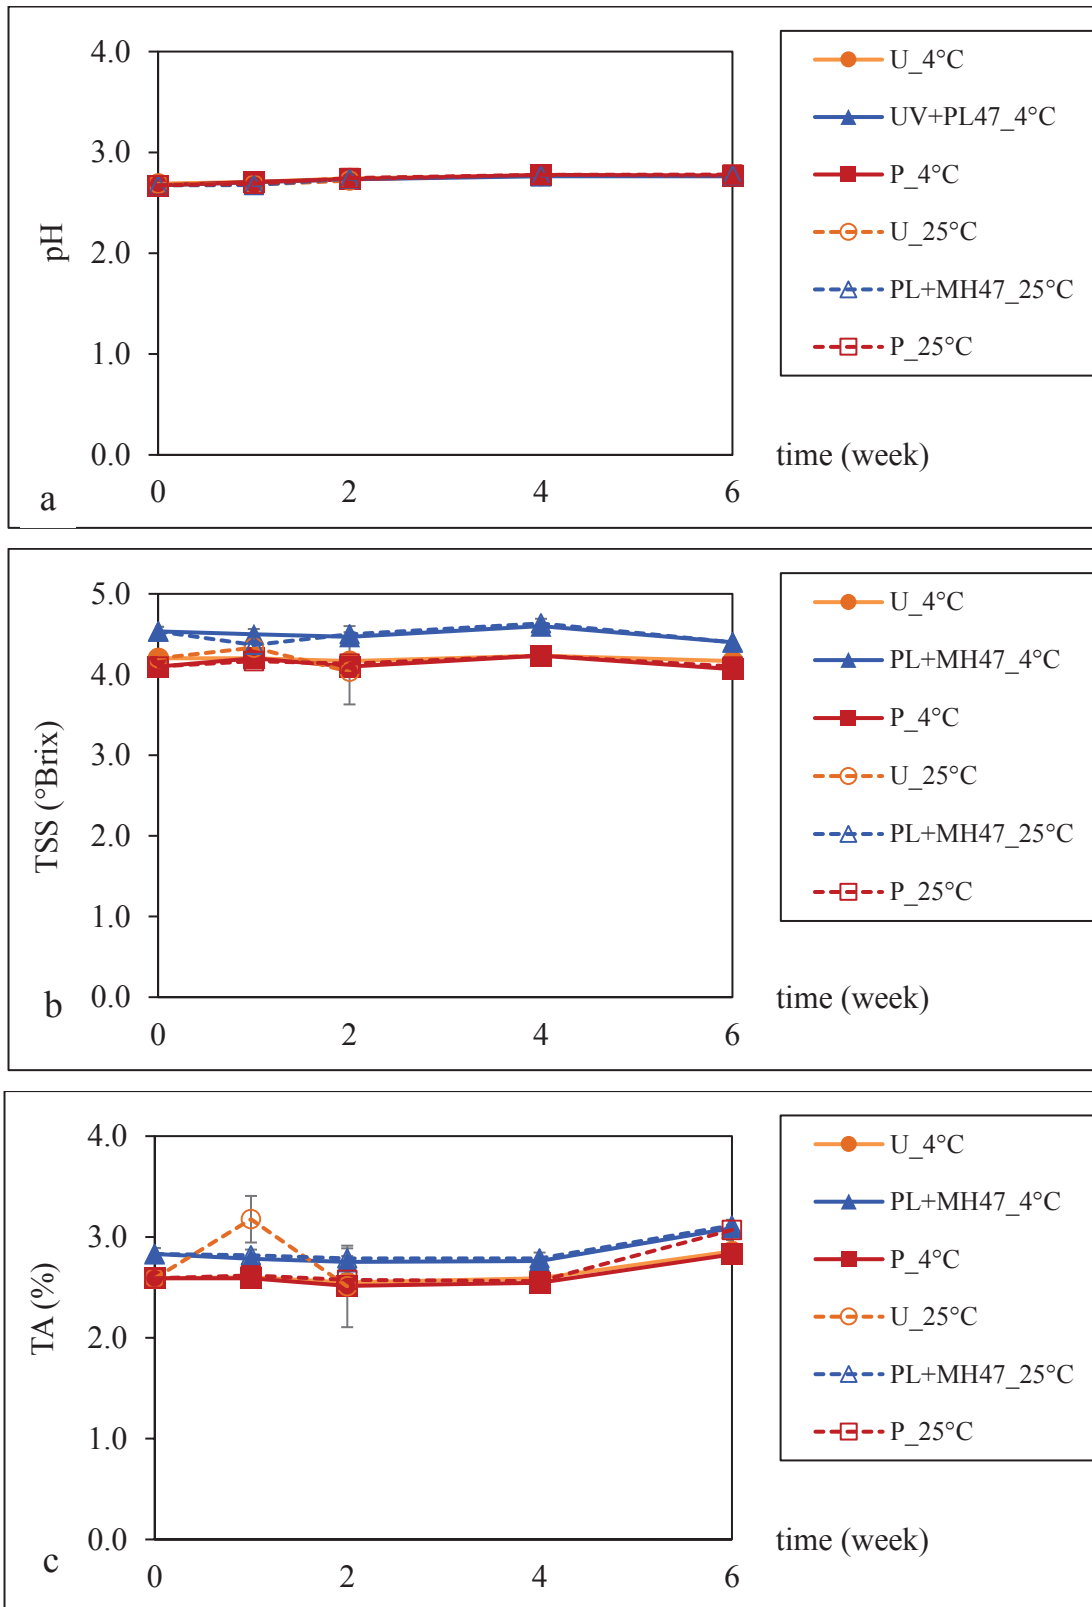 4.0
3.0
2.0
1.0
0.0
pH
0
2
4
6
time (week)
a
U_4°C
UV+PL47_4°C
P_4°C
U_25°C
PL+MH47_25°C
P_25°C
5.0
4.0
3.0
2.0
1.0
0.0
TSS (°Brix)
0
2
4
6
time (week)
b
U_4°C
PL+MH47_4°C
P_4°C
U_25°C
PL+MH47_25°C
P_25°C
4.0
3.0
2.0
1.0
0.0
TA (%)
0
2
4
6
time (week)
c
U_4°C
PL+MH47_4°C
P_4°C
U_25°C
PL+MH47_25°C
P_25°C